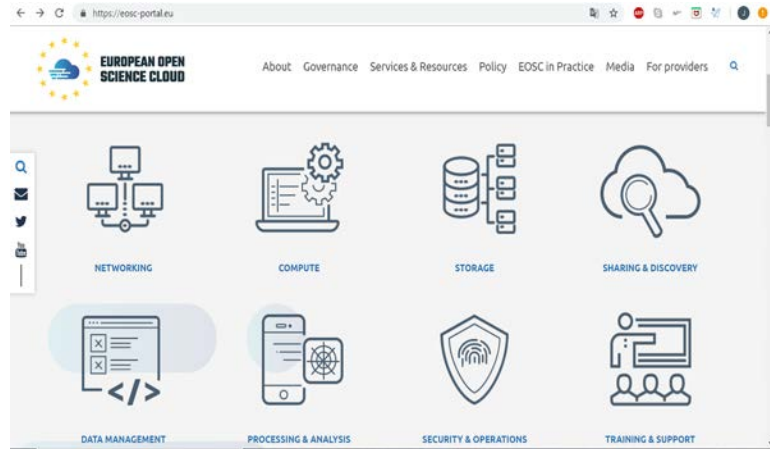 https://eosc-portal.eu
EUROPEAN OPEN
SCIENCE CLOUD
About Governance Services & Resources Policy EOSC in Practice Media For providers
NETWORKING
COMPUTE
STORAGE
SHARING & DISCOVERY
DATA MANAGEMENT
PROCESSING & ANALYSIS
SECURITY & OPERATIONS
TRAINING & SUPPORT